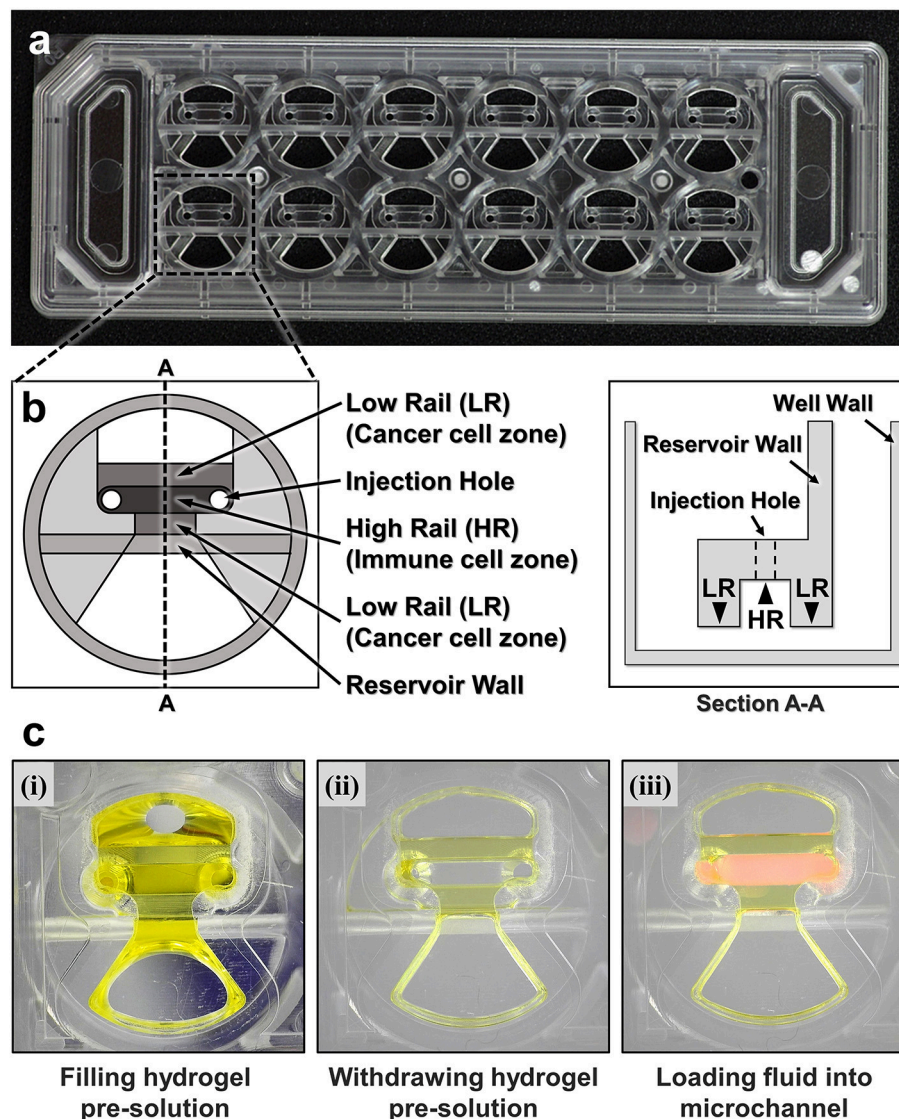 a
A
b
Low Rail (LR)
(Cancer cell zone)
Injection Hole
High Rail (HR)
(Immune cell zone)
Low Rail (LR)
(Cancer cell zone)
Reservoir Wall
A
Well Wall
Reservoir Wall
Injection Hole
LR
HR
LR
Section A-A
c
(i)
(ii)
(iii)
Filling hydrogel
pre-solution
Withdrawing hydrogel
pre-solution
Loading fluid into
microchannel